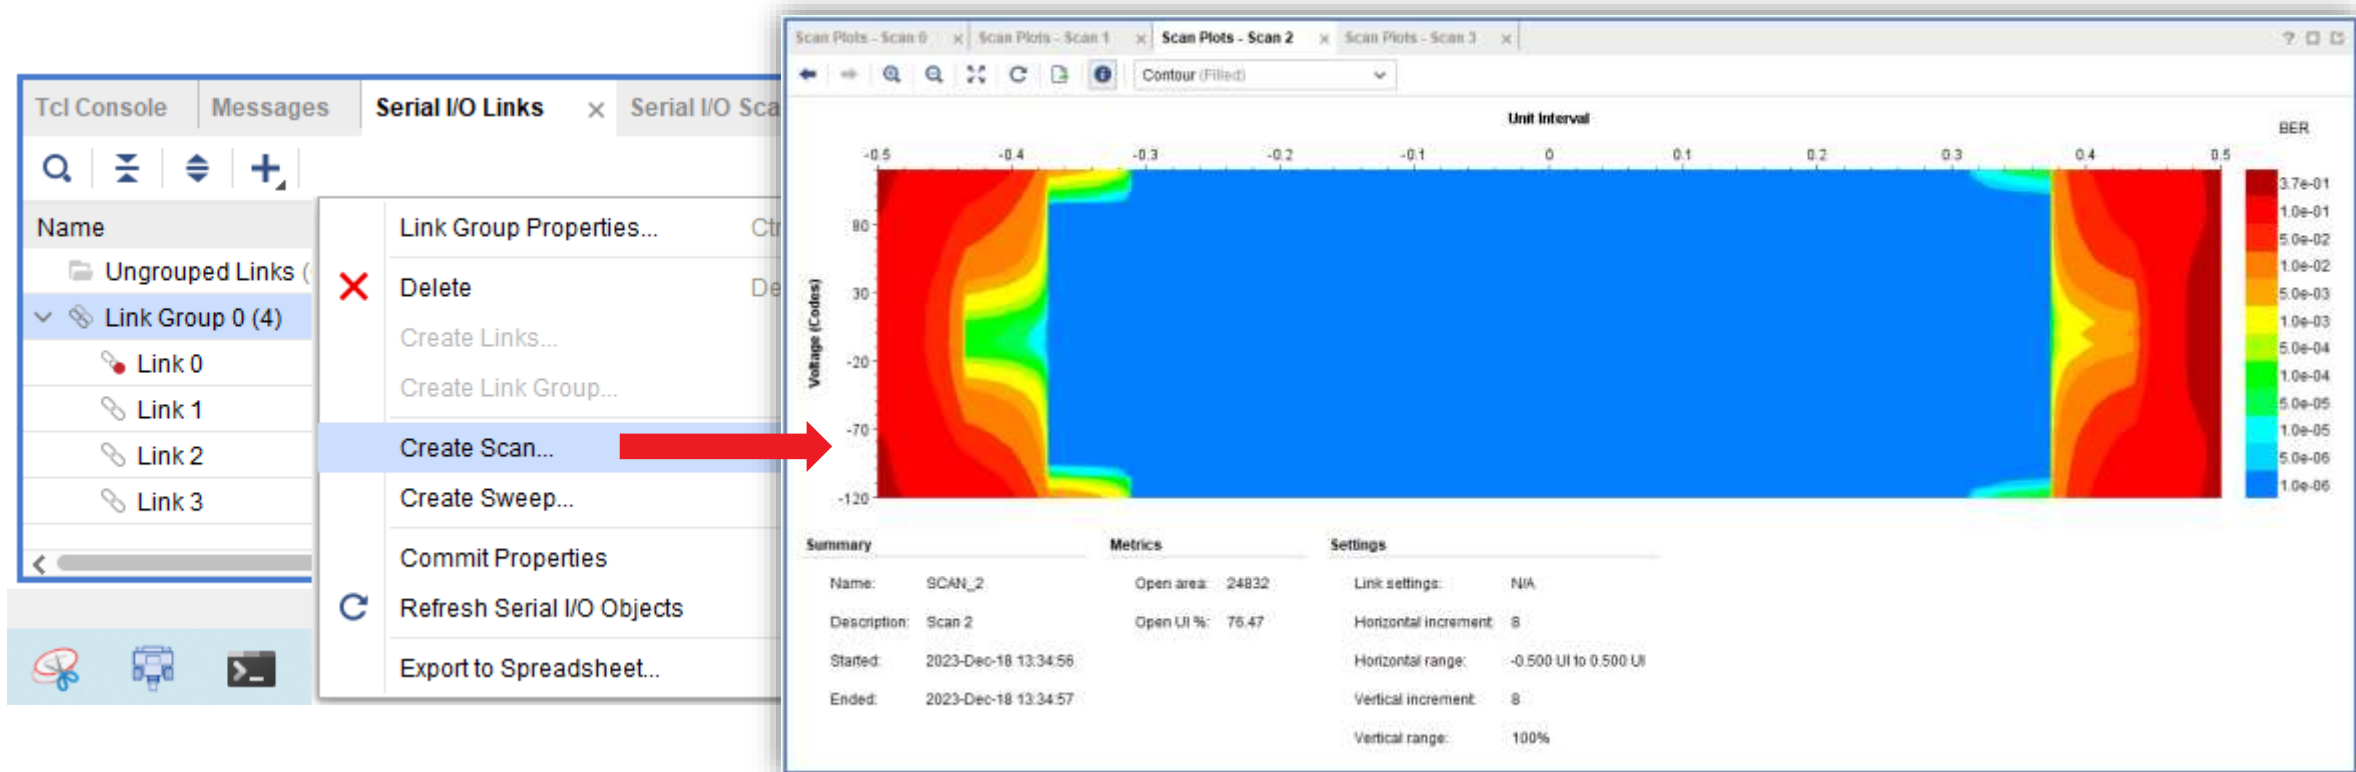 Tcl Console Messages Serial I/O Links Serial I/O Sca
Name
Ungrouped Links (
Link Group 0 (4)
Link 0
Link 1
Link 2
Link 3
Link Group Properties... Ct
Delete De
Create Links...
Create Link Group...
Create Scan...
Create Sweep...
Commit Properties
Refresh Serial I/O Objects
Export to Spreadsheet...
Scan Plots - Scan 0 Scan Plots - Scan 1 Scan Plots - Scan 2 Scan Plots - Scan 3
Contour (Filled)
Unit Interval
BER
-0.5 -0.4 -0.3 -0.2 -0.1 0 0.1 0.2 0.3 0.4 0.5
Voltage (Codes)
80
30
-20
-70
-120
3.7e-01
1.0e-01
5.0e-02
1.0e-02
5.0e-03
1.0e-03
5.0e-04
1.0e-04
5.0e-05
1.0e-05
5.0e-06
1.0e-06
Summary Metrics Settings
Name: SCAN_2 Open area: 24832 Link settings: N/A
Description: Scan 2 Open UI %: 76.47 Horizontal increment: 8
Started: 2023-Dec-18 13:34:56 Horizontal range: -0.500 UI to 0.500 UI
Ended: 2023-Dec-18 13:34:57 Vertical increment: 8
Vertical range: 100%